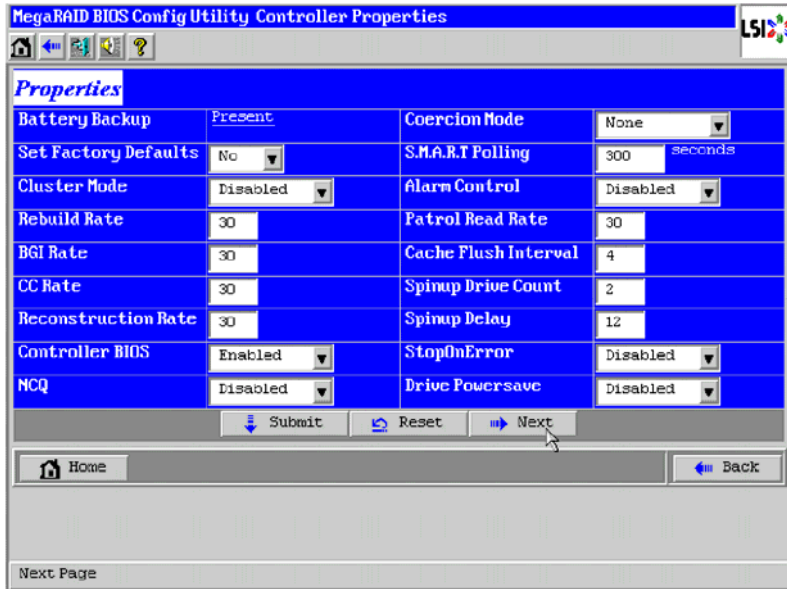 MegaRAID BIOS Config Utility Controller Properties
LSI
Properties
Battery Backup Present Coercion Mode None
Set Factory Defaults No S.M.A.R.T Polling 300 seconds
Cluster Mode Disabled Alarm Control Disabled
Rebuild Rate 30 Patrol Read Rate 30
BGI Rate 30 Cache Flush Interval 4
CC Rate 30 Spinup Drive Count 2
Reconstruction Rate 30 Spinup Delay 12
Controller BIOS Enabled StopOnError Disabled
NCQ Disabled Drive Powersave Disabled
Submit Reset Next
Home Back
Next Page